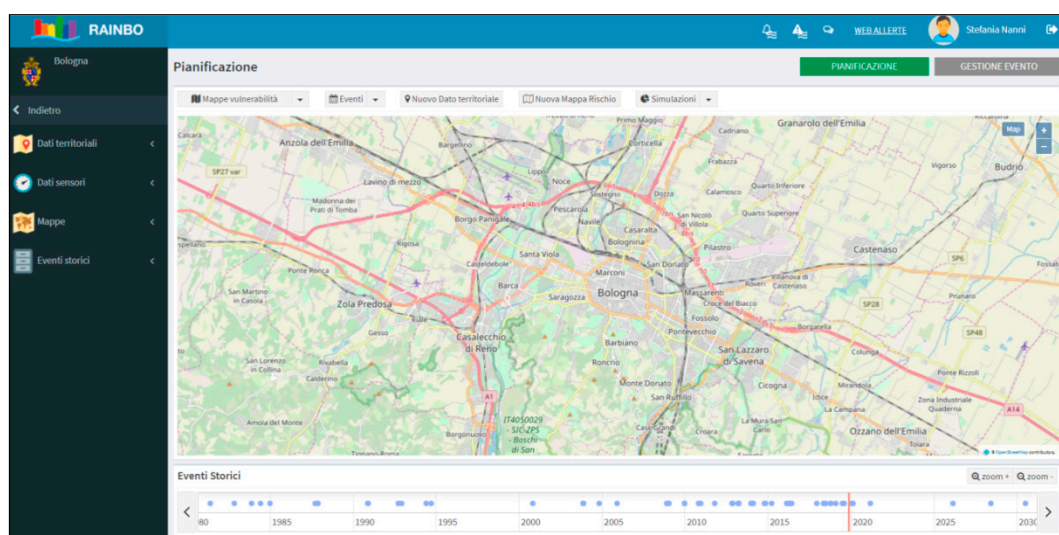 RAINBO
WEB ALLERTE
Stefania Nanni
Bologna
Indietro
Dati territoriali
Dati sensori
Mappe
Eventi storici
Pianificazione
PIANIFICAZIONE
GESTIONE EVENTO
Mappe vulnerabilità
Eventi
Nuovo Dato territoriale
Nuova Mappa Rischio
Simulazioni
Map
+
−
Calcara
Anzola dell'Emilia
Bargellino
Primo Maggio
Corticella
Cadriano
Granarolo dell'Emilia
SP27 var
Lavino di mezzo
Lippo
Noce
Frabazza
Vigorso
Budrio
Madonna dei
Prati di Tomba
Sostegno
Dozza
Calamosco
Quarto Inferiore
Borgo Panigale
Pescarola
Navile
San Nicolò
di Villola
Quarto Superiore
Casaralta
Rigosa
Bolognina
Pilastro
Castenaso
Ponte Ronca
Casteldebole
Santa Viola
San Donato
SP6
Marconi
Villanova di
Castenaso
Barca
Roveri
San Martino
in Casola
Zola Predosa
Saragozza
Bologna
Massarenti
Croce del Biacco
SP28
Prunaro
Riale
Fossolo
Gesso
Casalecchio
di Reno
Pontevecchio
Borgatella
SP48
Barbiano
San Lazzaro
di Savena
Colunga
San Lorenzo
in Collina
Rivabella
Calderino
Roncrio
Ponte Rizzoli
Monte Donato
Cicogna
Mirandola
A1
San Ruffillo
Idice
Zona Industriale
Quaderna
A14
La Campana
Amola del Monte
IT4050029
SIC-ZPS
- Boschi
di San
La Mura San
Carlo
Borgonuovo
Case Grandi
Croara
Ozzano dell'Emilia
Tolara
© OpenStreetMap contributors.
Eventi Storici
zoom +
zoom -
80
1985
1990
1995
2000
2005
2010
2015
2020
2025
2030